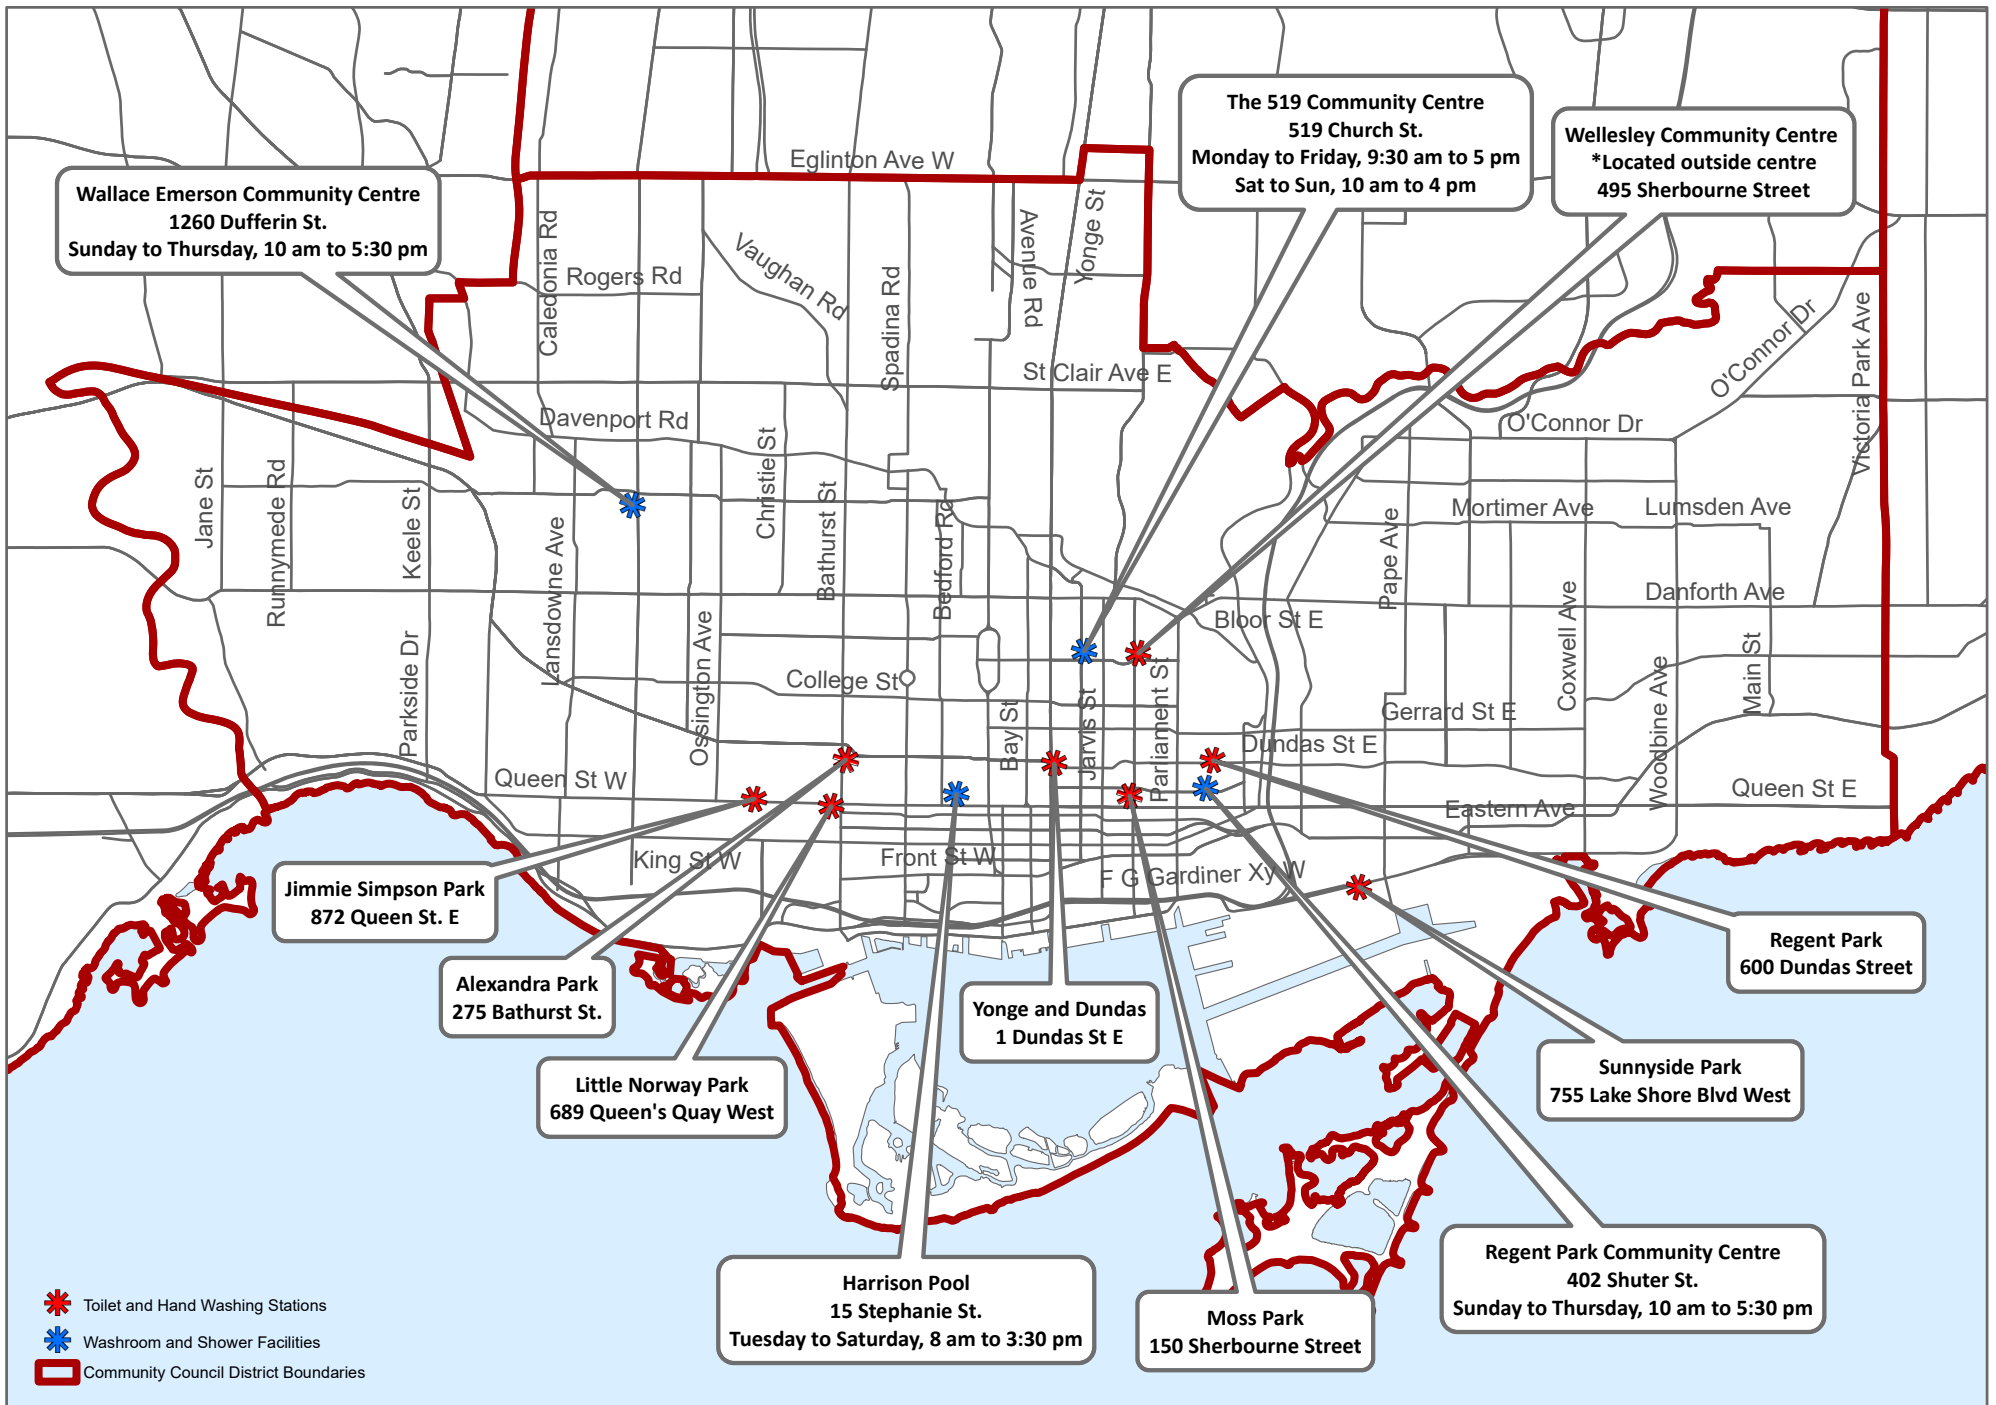 The 519 Community Centre
519 Church St.
Monday to Friday, 9:30 am to 5 pm
Sat to Sun, 10 am to 4 pm
Wellesley Community Centre
*Located outside centre
495 Sherbourne Street
Wallace Emerson Community Centre
1260 Dufferin St.
Sunday to Thursday, 10 am to 5:30 pm
Eglinton Ave W
Caledonia Rd
Rogers Rd
Vaughan Rd
Spadina Rd
Avenue Rd
Yonge St
St Clair Ave E
O'Connor Dr
Victoria Park Ave
Davenport Rd
O'Connor Dr
Jane St
Runnymede Rd
Keele St
Lansdowne Ave
Christie St
Bathurst St
Bedford Rd
Pape Ave
Mortimer Ave
Lumsden Ave
Danforth Ave
Bloor St E
Coxwell Ave
Parkside Dr
Ossington Ave
College St
Bay St
Jarvis St
Parliament St
Gerrard St E
Woodbine Ave
Main St
Dundas St E
Queen St W
Queen St E
Eastern Ave
King St W
Front St W
F G Gardiner Xy W
Jimmie Simpson Park
872 Queen St. E
Alexandra Park
275 Bathurst St.
Little Norway Park
689 Queen's Quay West
Yonge and Dundas
1 Dundas St E
Regent Park
600 Dundas Street
Sunnyside Park
755 Lake Shore Blvd West
Harrison Pool
15 Stephanie St.
Tuesday to Saturday, 8 am to 3:30 pm
Moss Park
150 Sherbourne Street
Regent Park Community Centre
402 Shuter St.
Sunday to Thursday, 10 am to 5:30 pm
Toilet and Hand Washing Stations
Washroom and Shower Facilities
Community Council District Boundaries